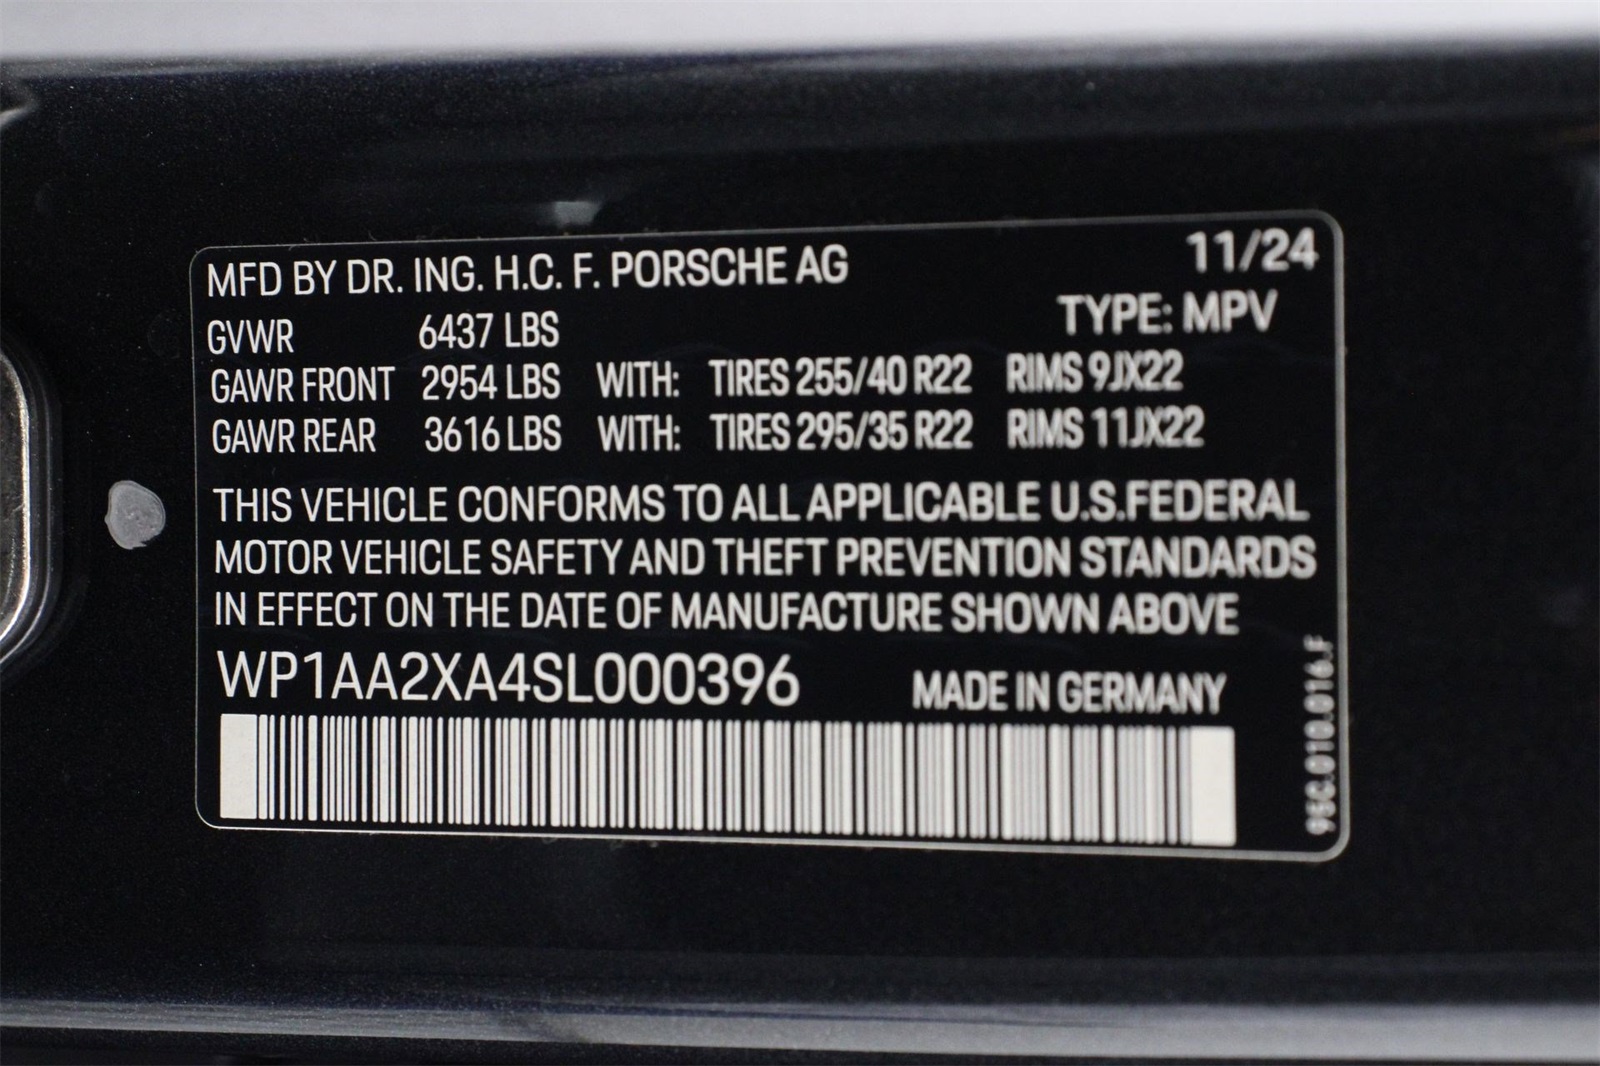 MFD BY DR. ING. H.C. F. PORSCHE AG 11/24
GVWR 6437 LBS TYPE: MPV
GAWR FRONT 2954 LBS WITH: TIRES 255/40 R22 RIMS 9JX22
GAWR REAR 3616 LBS WITH: TIRES 295/35 R22 RIMS 11JX22
THIS VEHICLE CONFORMS TO ALL APPLICABLE U.S.FEDERAL
MOTOR VEHICLE SAFETY AND THEFT PREVENTION STANDARDS
IN EFFECT ON THE DATE OF MANUFACTURE SHOWN ABOVE
WP1AA2XA4SL000396 MADE IN GERMANY